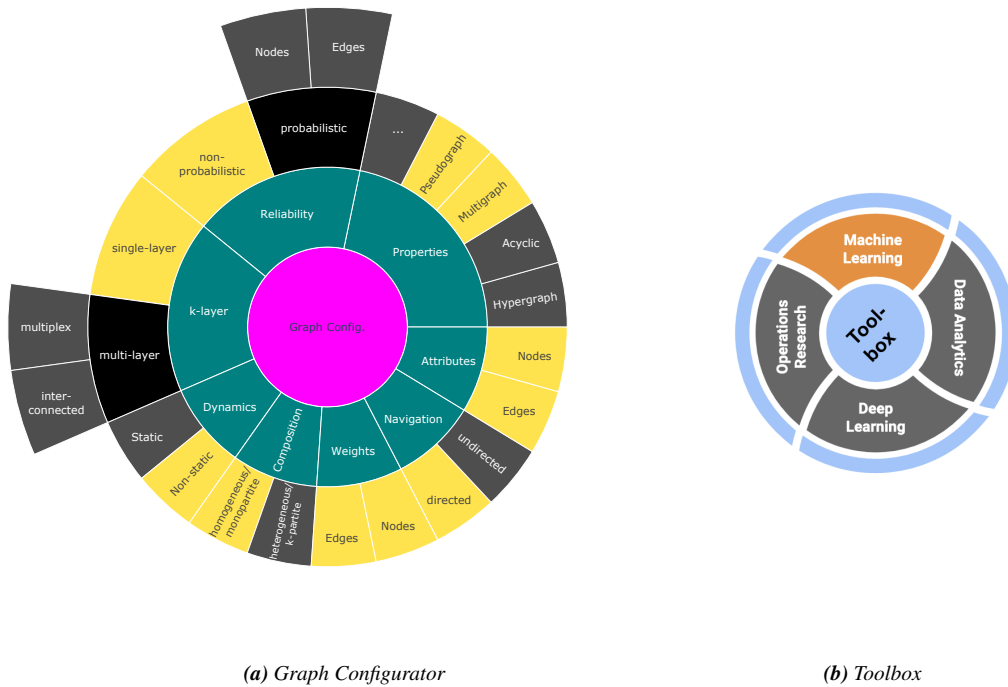 Nodes
Edges
probabilistic
...
non-
probabilistic
Pseudograph
Multigraph
Reliability
single-layer
Properties
Acyclic
Hypergraph
k-layer
Graph Config.
multiplex
multi-layer
inter-
connected
Attributes
Nodes
Edges
Dynamics
Navigation
Static
Composition
Weights
undirected
Non-static
homogeneous/
monopartite
heterogeneous/
k-partite
Edges
Nodes
directed
(a) Graph Configurator
Machine
Learning
Operations
Research
Tool-
box
Data Analytics
Deep
Learning
(b) Toolbox